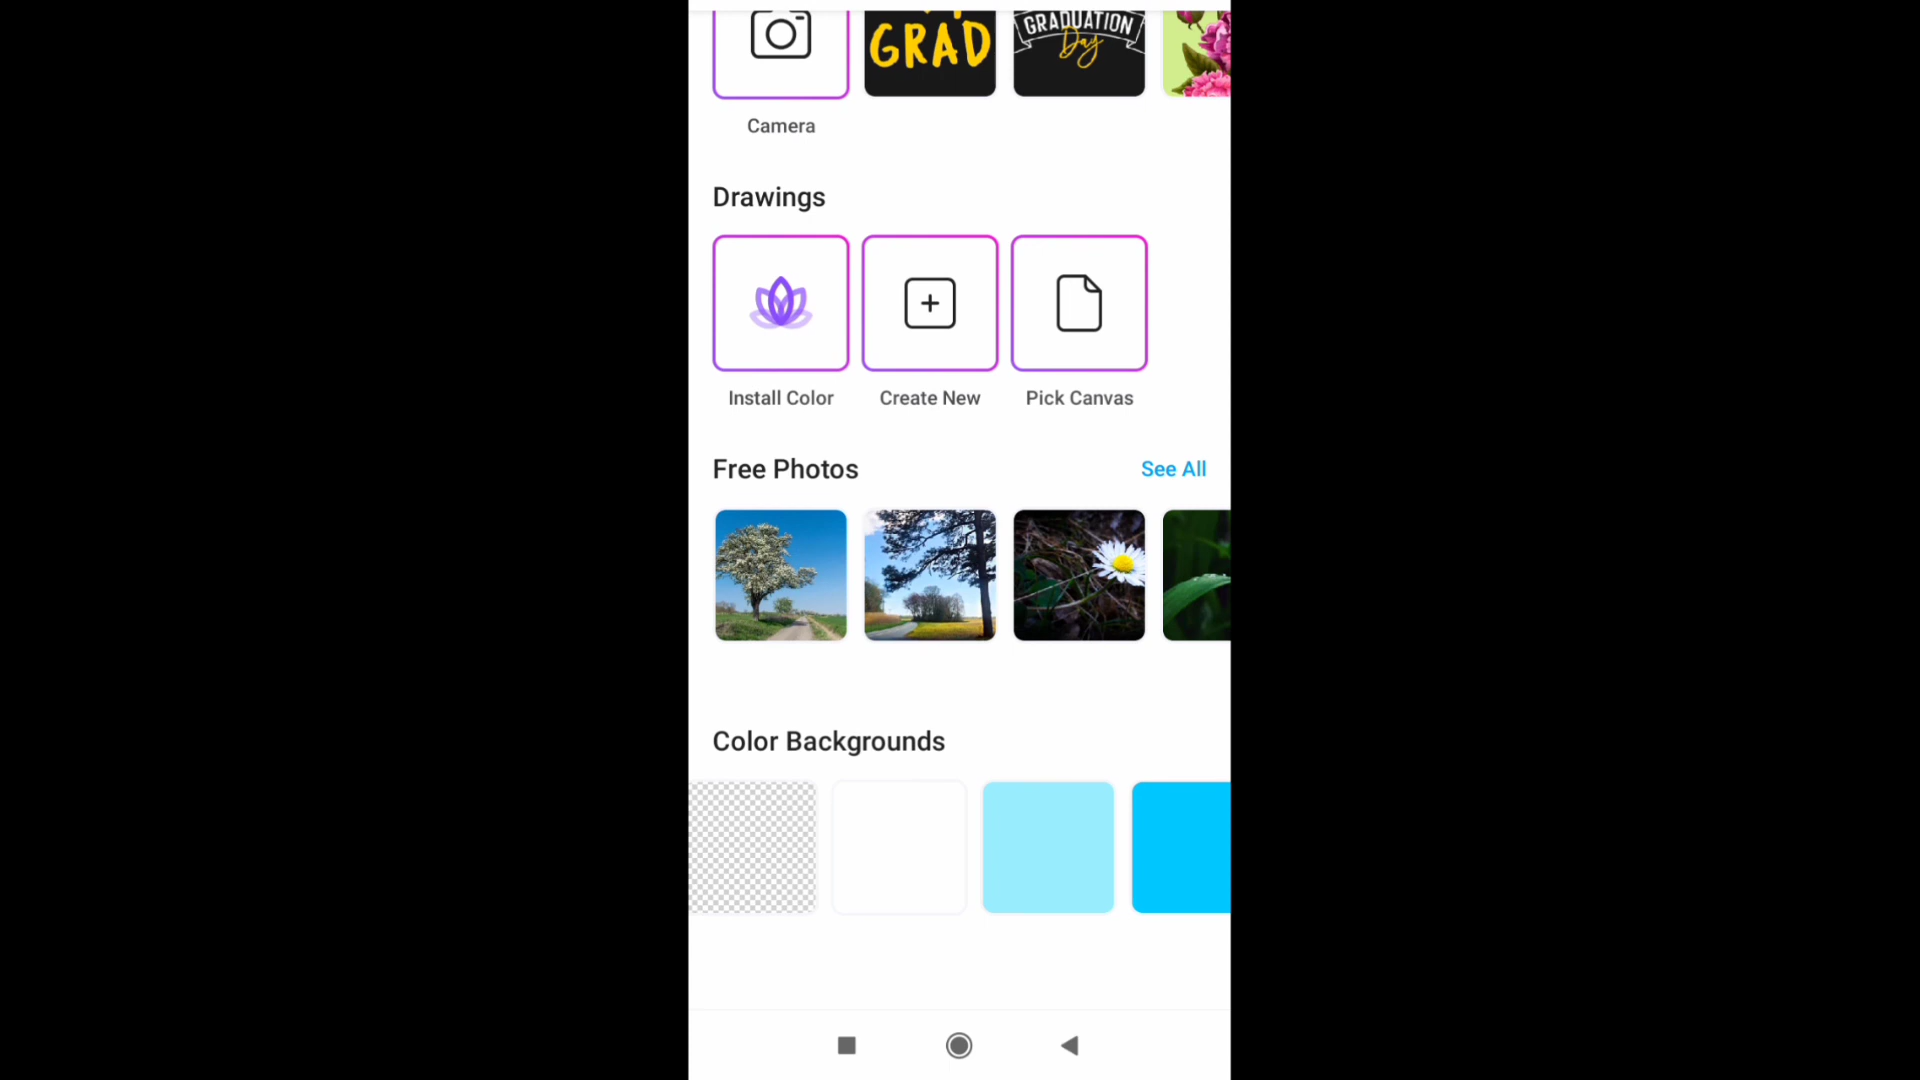 GRAD
GRADUATION
Day
Camera
Drawings
Install Color
Create New
Pick Canvas
Free Photos
See All
Color Backgrounds